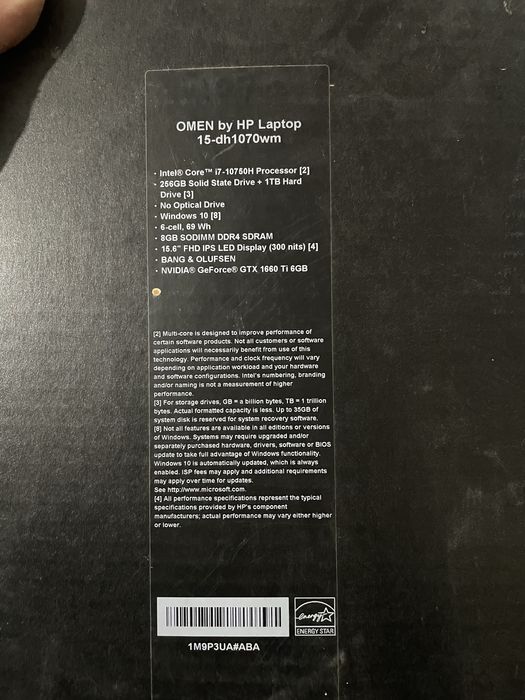 OMEN by HP Laptop
15-dh1070wm
· Intel® Core™ i7-10750H Processor [2]
· 256GB Solid State Drive + 1TB Hard
Drive [3]
· No Optical Drive
· Windows 10 [8]
· 6-cell, 69 Wh
· 8GB SODIMM DDR4 SDRAM
· 15.6" FHD IPS LED Display (300 nits) [4]
· BANG & OLUFSEN
· NVIDIA® GeForce® GTX 1660 Ti 6GB
[2] Multi-core is designed to improve performance of
certain software products. Not all customers or software
applications will necessarily benefit from use of this
technology. Performance and clock frequency will vary
depending on application workload and your hardware
and software configurations. Intel's numbering, branding
and/or naming is not a measurement of higher
performance.
[3] For storage drives, GB = a billion bytes, TB = 1 trillion
bytes. Actual formatted capacity is less. Up to 35GB of
system disk is reserved for system recovery software.
[8] Not all features are available in all editions or versions
of Windows. Systems may require upgraded and/or
separately purchased hardware, drivers, software or BIOS
update to take full advantage of Windows functionality.
Windows 10 is automatically updated, which is always
enabled. ISP fees may apply and additional requirements
may apply over time for updates.
See http://www.microsoft.com.
[4] All performance specifications represent the typical
specifications provided by HP's component
manufacturers; actual performance may vary either higher
or lower.
energy
ENERGY STAR
1M9P3UA#ABA